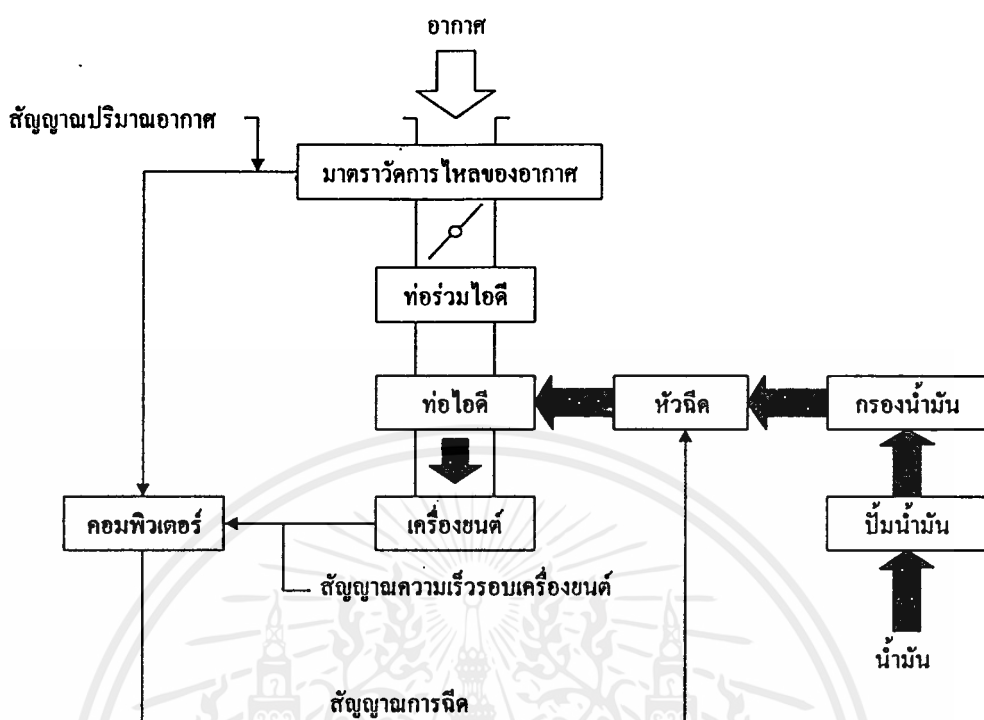 อากาศ
สัญญาณปริมาณอากาศ
มาตราวัดการไหลของอากาศ
ท่อร่วมไอดี
ท่อไอดี
หัวฉีด
กรองน้ำมัน
คอมพิวเตอร์
เครื่องยนต์
ปั้มน้ำมัน
สัญญาณความเร็วรอบเครื่องยนต์
น้ำมัน
สัญญาณการฉีด